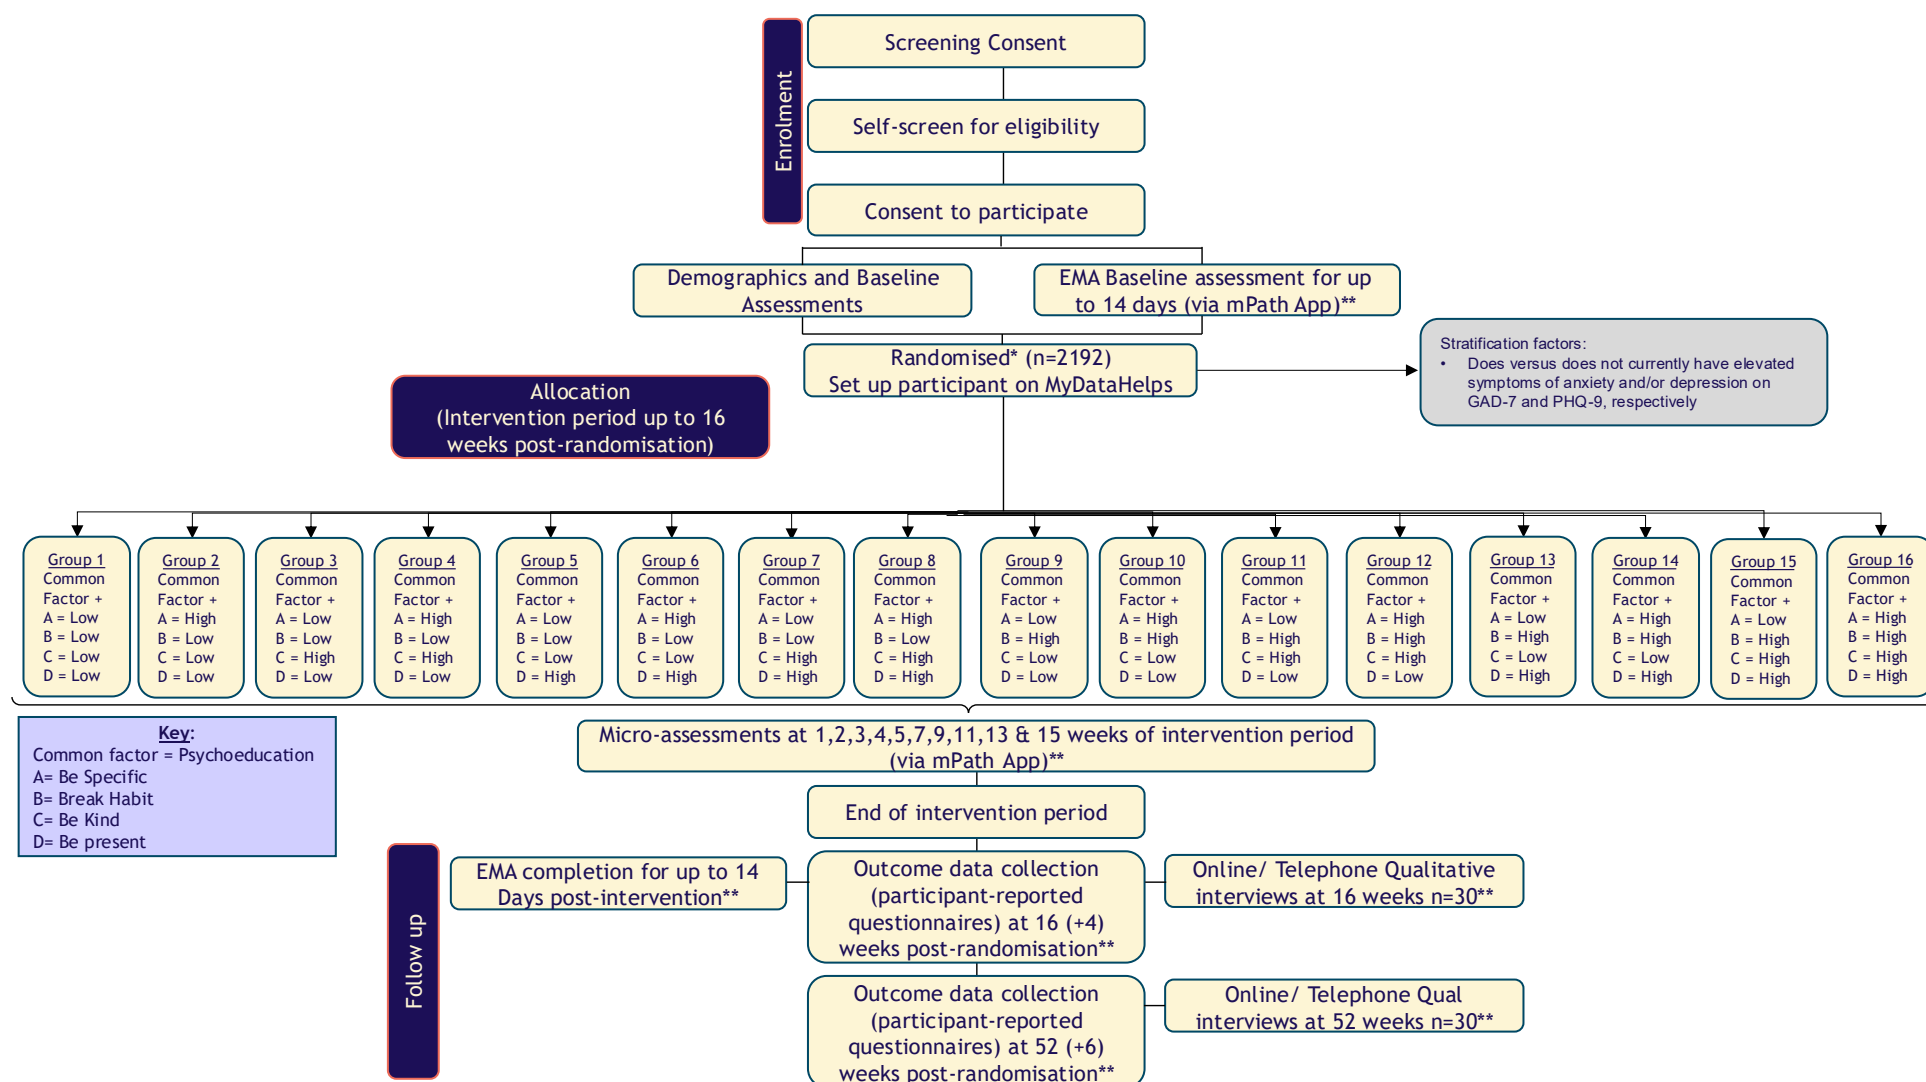 Enrolment
Screening Consent
Self-screen for eligibility
Consent to participate
Demographics and Baseline
Assessments
EMA Baseline assessment for up
to 14 days (via mPath App)**
Randomised* (n=2192)
Set up participant on MyDataHelps
Stratification factors:
• Does versus does not currently have elevated
symptoms of anxiety and/or depression on
GAD-7 and PHQ-9, respectively
Allocation
(Intervention period up to 16
weeks post-randomisation)
Group 1
Common
Factor +
A = Low
B = Low
C = Low
D = Low
Group 2
Common
Factor +
A = High
B = Low
C = Low
D = Low
Group 3
Common
Factor +
A = Low
B = Low
C = High
D = Low
Group 4
Common
Factor +
A = High
B = Low
C = High
D = Low
Group 5
Common
Factor +
A = Low
B = Low
C = Low
D = High
Group 6
Common
Factor +
A = High
B = Low
C = Low
D = High
Group 7
Common
Factor +
A = Low
B = Low
C = High
D = High
Group 8
Common
Factor +
A = High
B = Low
C = High
D = High
Group 9
Common
Factor +
A = Low
B = High
C = Low
D = Low
Group 10
Common
Factor +
A = High
B = High
C = Low
D = Low
Group 11
Common
Factor +
A = Low
B = High
C = High
D = Low
Group 12
Common
Factor +
A = High
B = High
C = High
D = Low
Group 13
Common
Factor +
A = Low
B = High
C = Low
D = High
Group 14
Common
Factor +
A = High
B = High
C = Low
D = High
Group 15
Common
Factor +
A = Low
B = High
C = High
D = High
Group 16
Common
Factor +
A = High
B = High
C = High
D = High
Key:
Common factor = Psychoeducation
A= Be Specific
B= Break Habit
C= Be Kind
D= Be present
Micro-assessments at 1,2,3,4,5,7,9,11,13 & 15 weeks of intervention period
(via mPath App)**
End of intervention period
Follow up
EMA completion for up to 14
Days post-intervention**
Outcome data collection
(participant-reported
questionnaires) at 16 (+4)
weeks post-randomisation**
Online/ Telephone Qualitative
interviews at 16 weeks n=30**
Outcome data collection
(participant-reported
questionnaires) at 52 (+6)
weeks post-randomisation**
Online/ Telephone Qual
interviews at 52 weeks n=30**